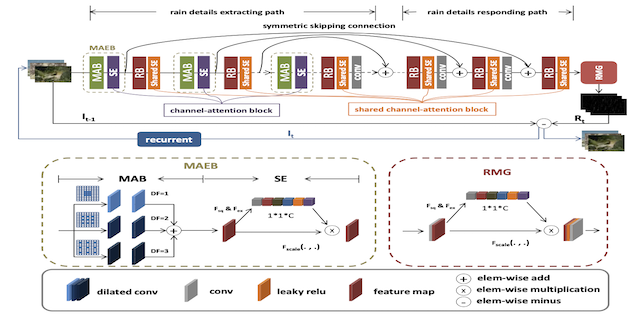 rain details extracting path
rain details responding path
symmetric skipping connection
MAEB
MAB
SE
RB
Shared SE
MAB
SE
RB
Shared SE
MAB
SE
RB
Shared SE
conv
RB
Shared SE
conv
RB
Shared SE
conv
RB
Shared SE
RMG
channel-attention block
shared channel-attention block
I_{t-1}
I_t
R_t
recurrent
MAEB
MAB
SE
DF=1
DF=2
DF=3
F_{sq} & F_{ex}
1*1*C
F_{scale}(. , .)
RMG
F_{sq} & F_{ex}
1*1*C
F_{scale}(. , .)
dilated conv
conv
leaky relu
feature map
elem-wise add
elem-wise multiplication
elem-wise minus